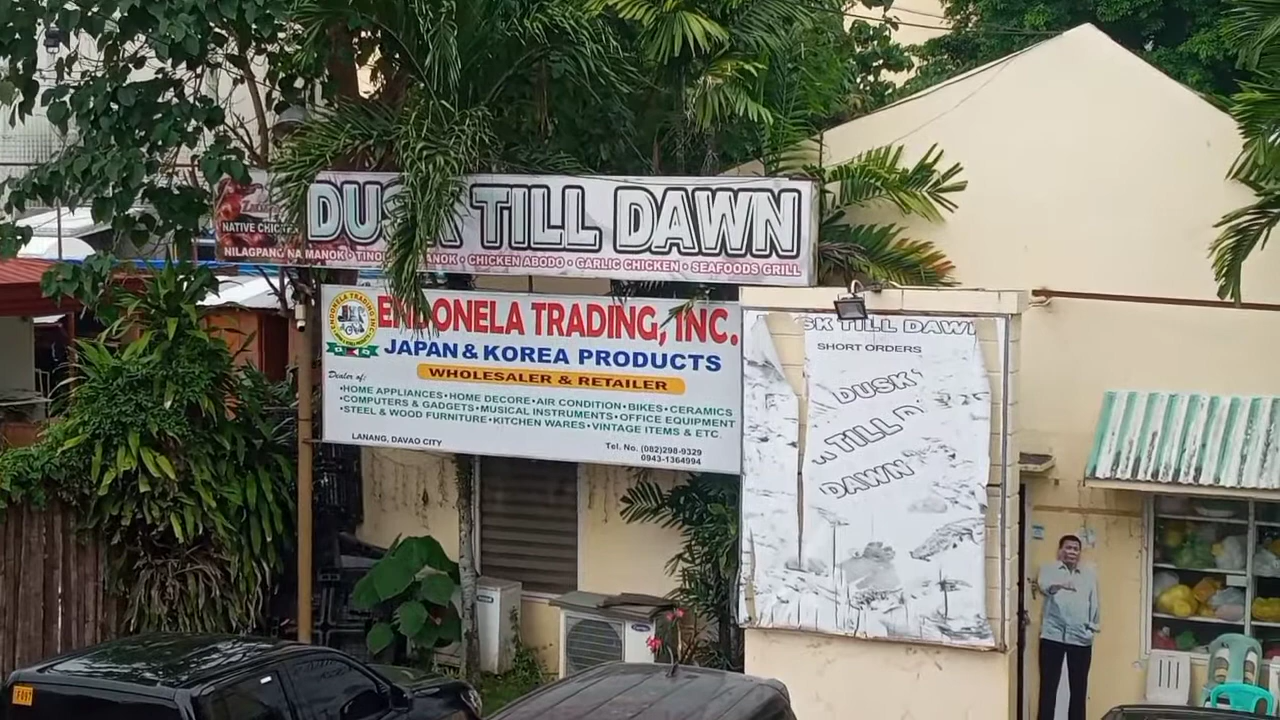 DUSK TILL DAWN
NATIVE
NILAGPANG NA MANOK • MANOK • CHICKEN ABODO • GARLIC CHICKEN • SEAFOODS GRILL
ENDONELA TRADING, INC.
JAPAN & KOREA PRODUCTS
WHOLESALER & RETAILER
Dealer of:
•HOME APPLIANCES•HOME DECORE•AIR CONDITION•BIKES•CERAMICS
•COMPUTERS & GADGETS•MUSICAL INSTRUMENTS•OFFICE EQUIPMENT
•STEEL & WOOD FURNITURE•KITCHEN WARES•VINTAGE ITEMS & ETC.
LANANG, DAVAO CITY
Tel. No. (082)298-9329
0943-1364994
TILL DAWN
SHORT ORDERS
DUSK
TILL
DAWN